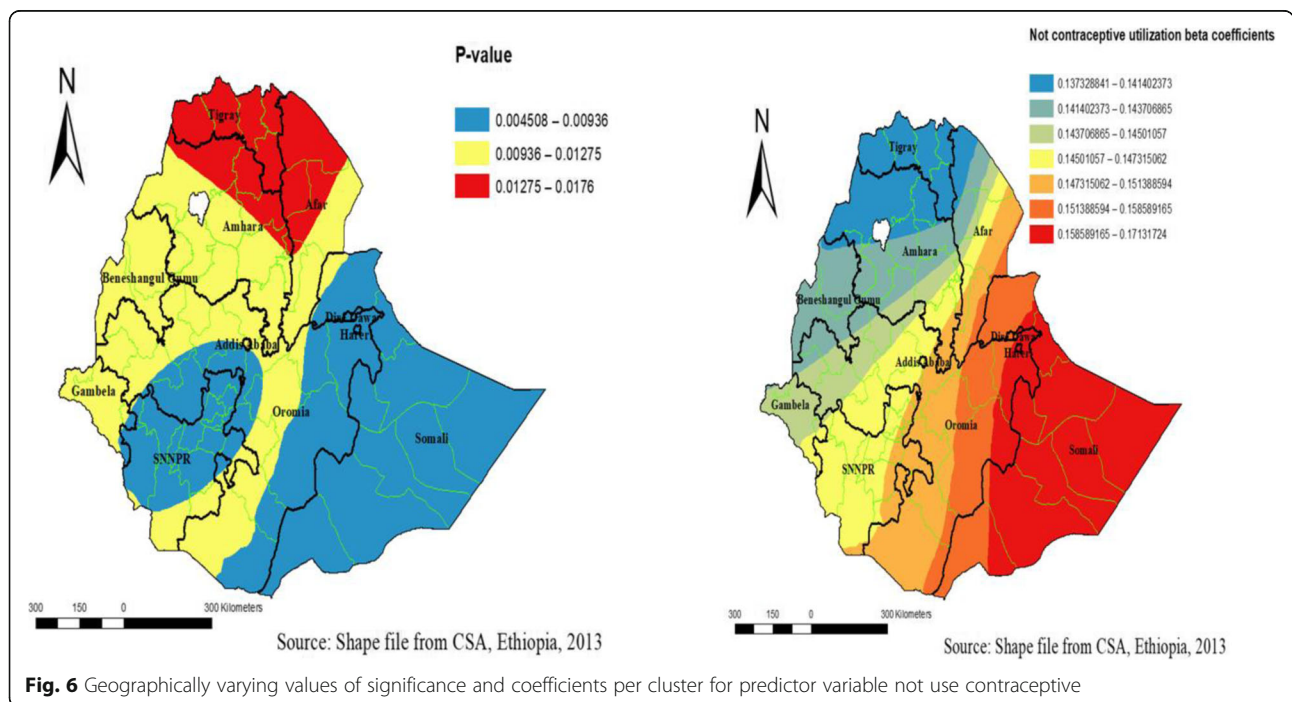 P-value
N
0.004508 – 0.00936
0.00936 – 0.01275
0.01275 – 0.0176
Tigray
Afar
Amhara
Beneshangul Gumu
Dire Dawa
Harer
Addis Ababa
Gambela
Oromia
Somali
SNNPR
300 150 0 300 Kilometers
Source: Shape file from CSA, Ethiopia, 2013
Not contraceptive utilization beta coefficients
N
0.137328841 – 0.141402373
0.141402373 – 0.143706865
0.143706865 – 0.14501057
0.14501057 – 0.147315062
0.147315062 – 0.151388594
0.151388594 – 0.158589165
0.158589165 – 0.17131724
Tigray
Afar
Amhara
Beneshangul Gumu
Dire Dawa
Harer
Addis Ababa
Gambela
Oromia
Somali
SNNPR
300 150 0 300 Kilometers
Source: Shape file from CSA, Ethiopia, 2013
Fig. 6 Geographically varying values of significance and coefficients per cluster for predictor variable not use contraceptive